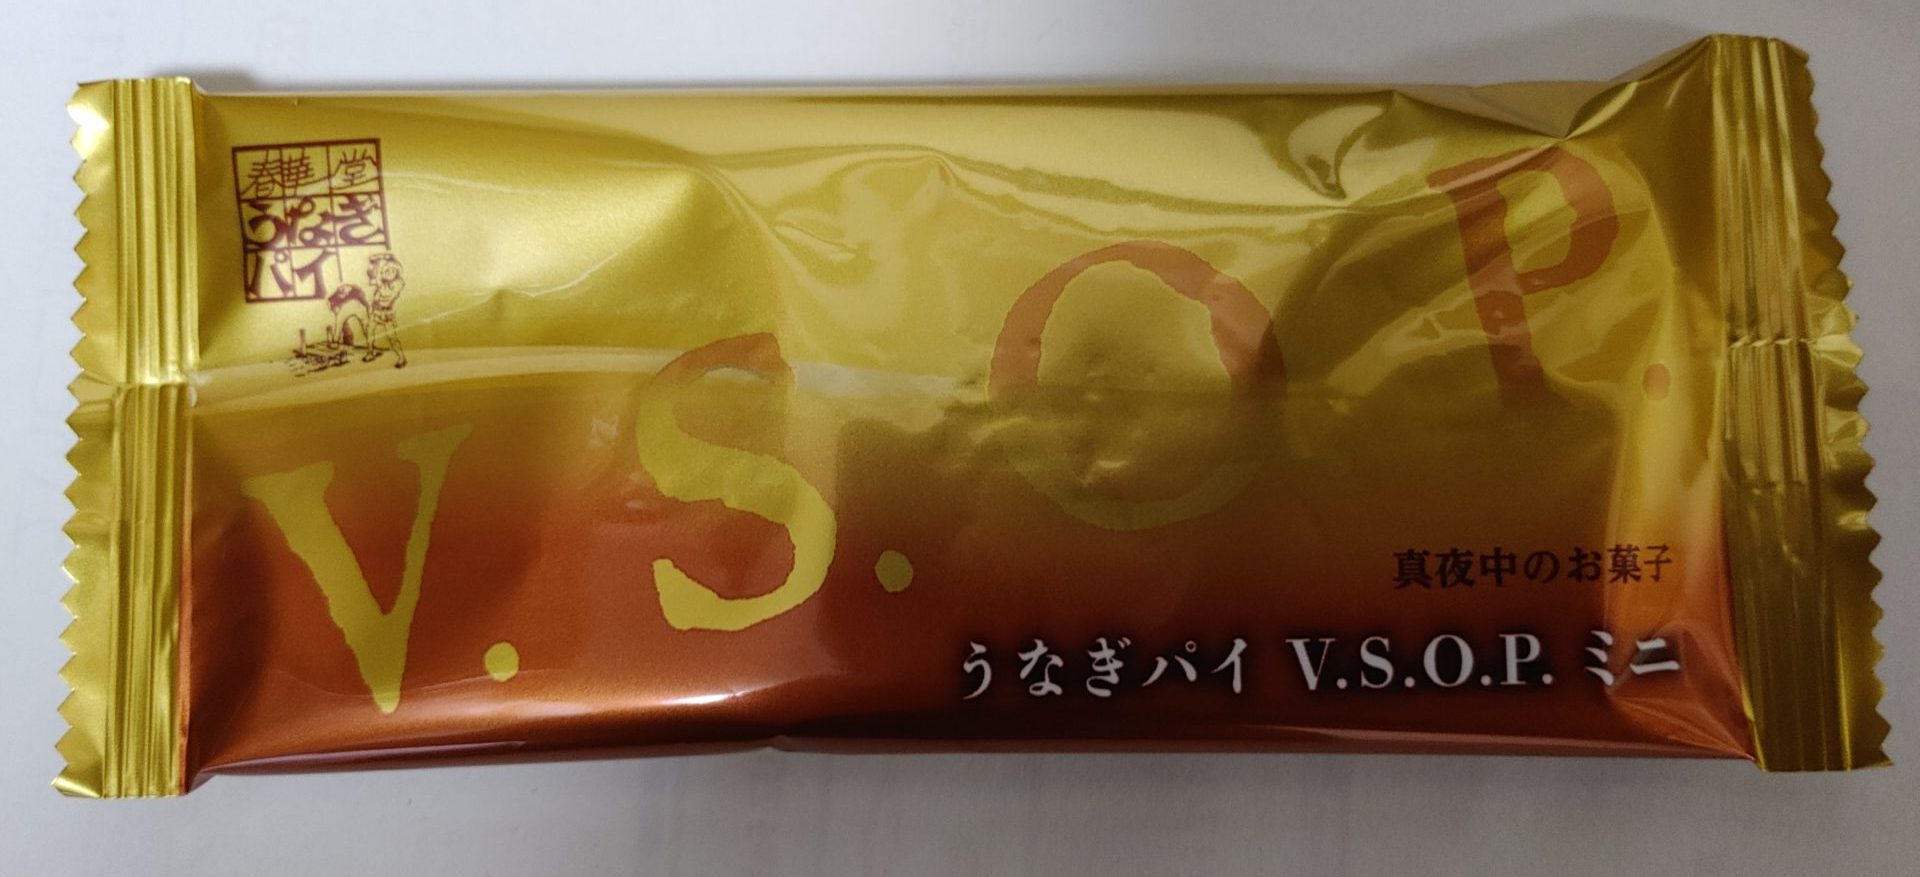 春華堂
うなぎ
パイ
V.S.O.P.
真夜中のお菓子
うなぎパイ V.S.O.P. ミニ